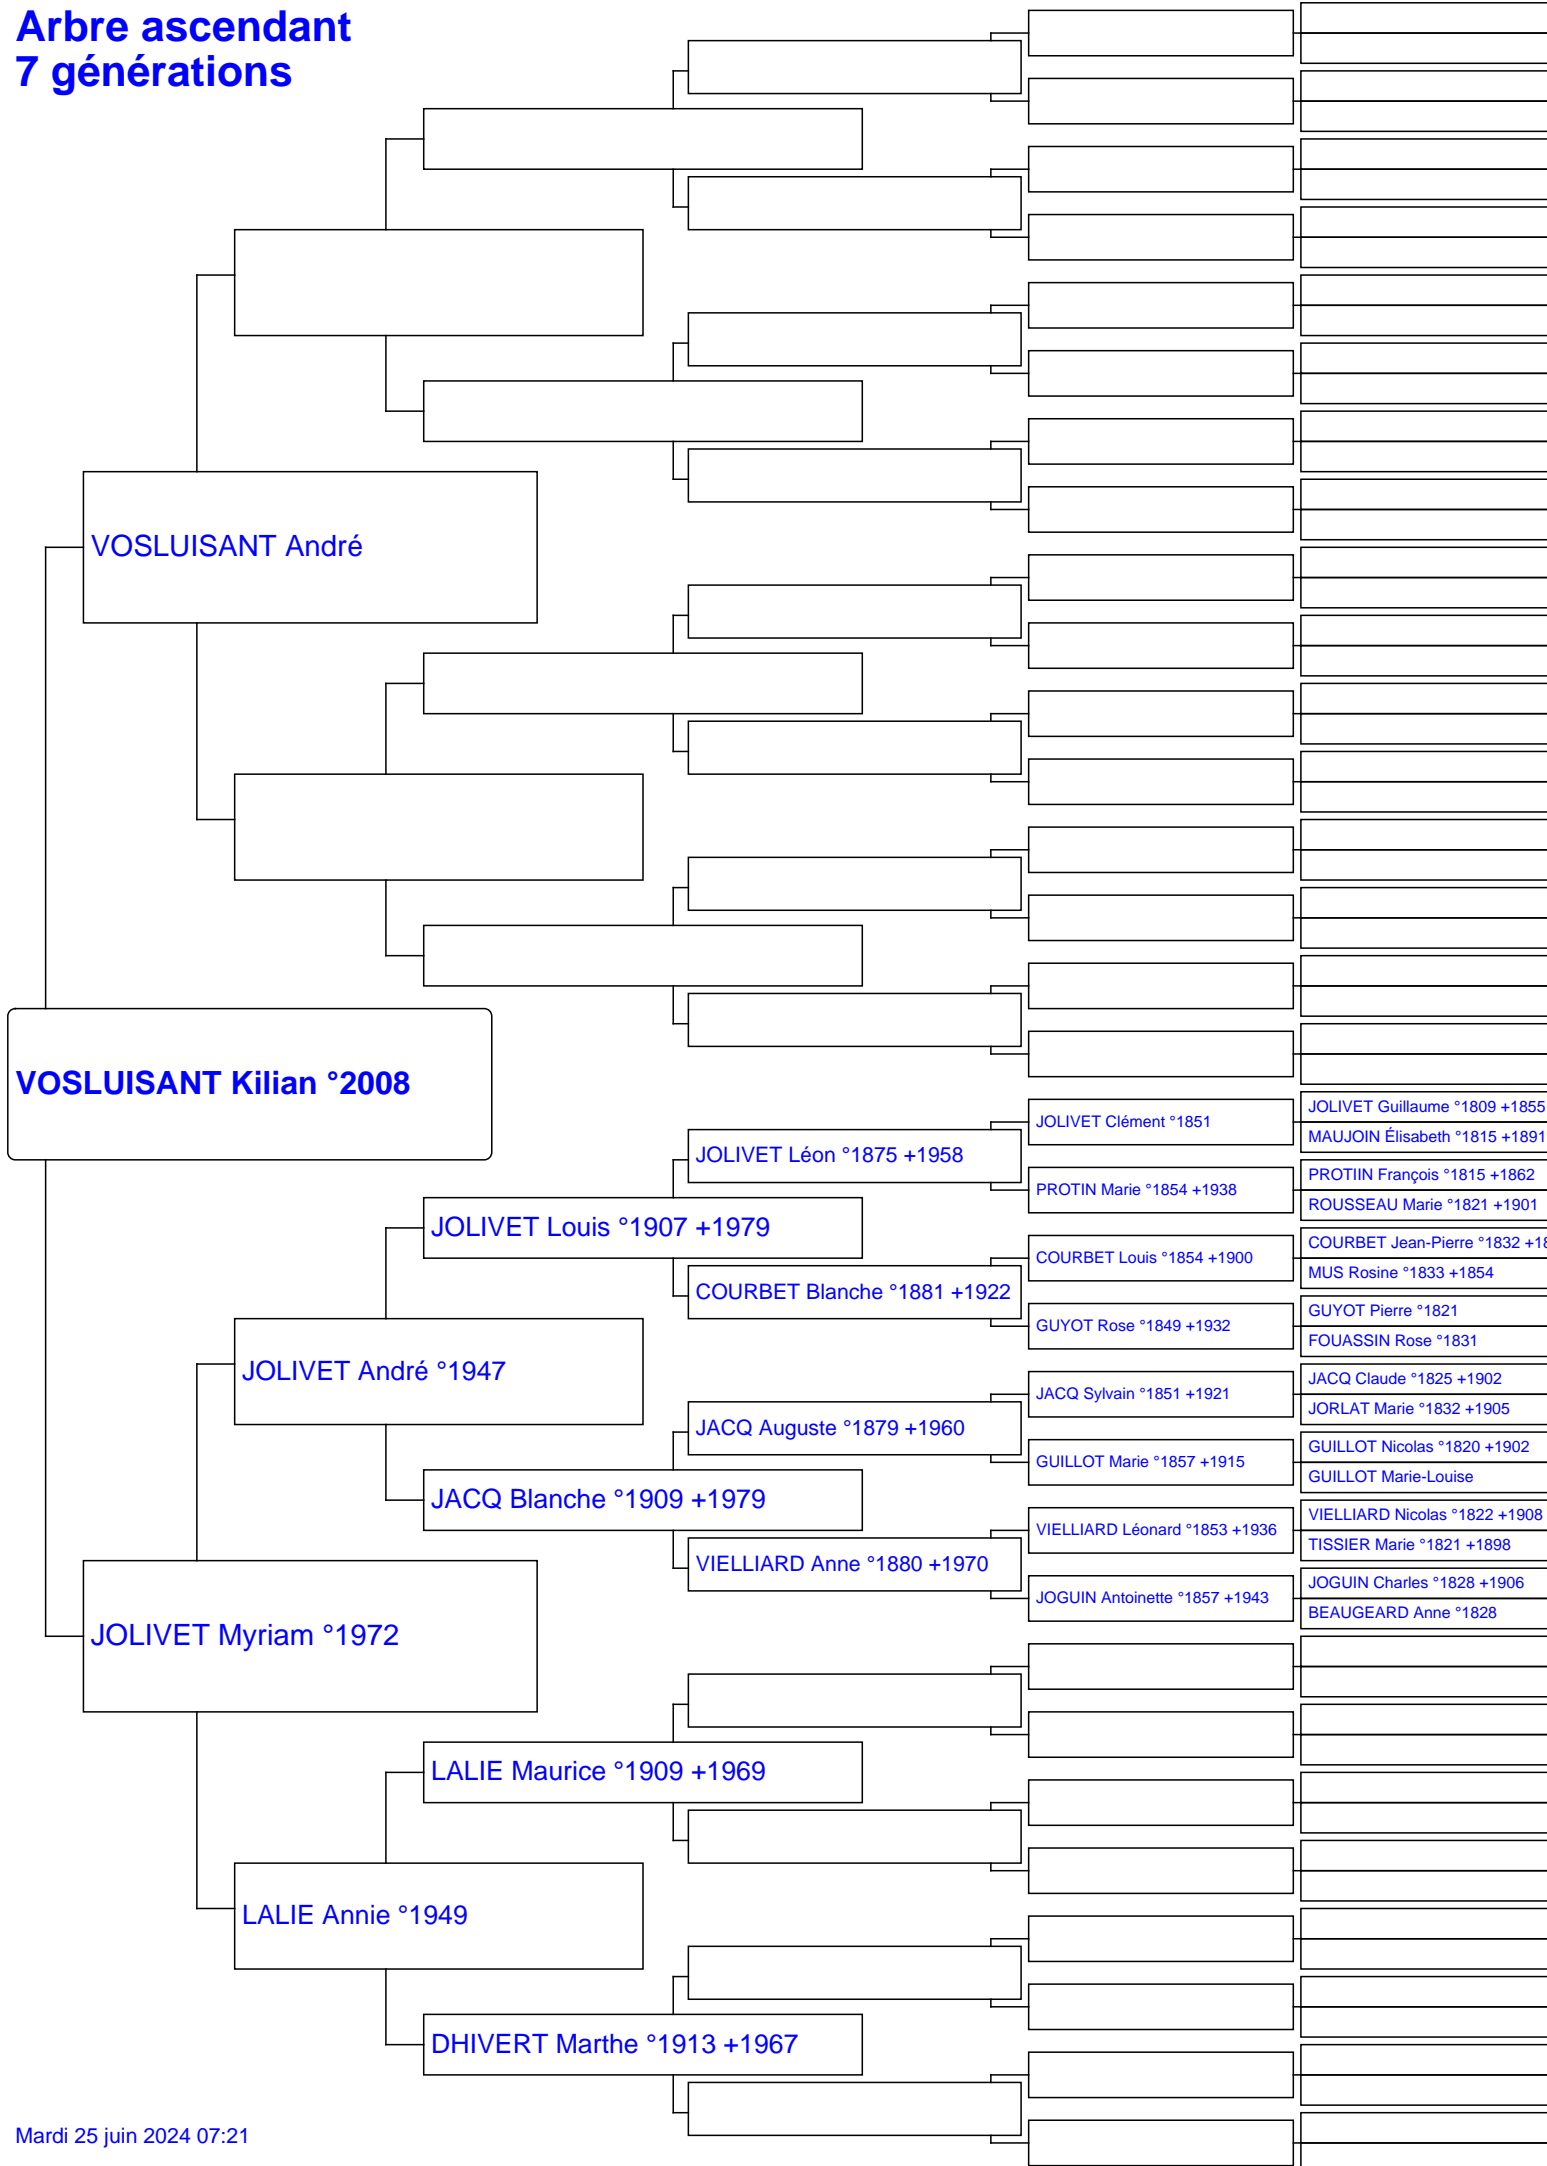 Arbre ascendant
7 générations
VOSLUISANT André
VOSLUISANT Kilian °2008
JOLIVET Clément °1851
JOLIVET Guillaume °1809 +1855
MAUJOIN Élisabeth °1815 +1891
JOLIVET Léon °1875 +1958
PROTIN Marie °1854 +1938
PROTIIN François °1815 +1862
ROUSSEAU Marie °1821 +1901
JOLIVET Louis °1907 +1979
COURBET Louis °1854 +1900
COURBET Jean-Pierre °1832 +18
MUS Rosine °1833 +1854
COURBET Blanche °1881 +1922
GUYOT Rose °1849 +1932
GUYOT Pierre °1821
FOUASSIN Rose °1831
JOLIVET André °1947
JACQ Sylvain °1851 +1921
JACQ Claude °1825 +1902
JORLAT Marie °1832 +1905
JACQ Auguste °1879 +1960
GUILLOT Marie °1857 +1915
GUILLOT Nicolas °1820 +1902
GUILLOT Marie-Louise
JACQ Blanche °1909 +1979
VIELLIARD Léonard °1853 +1936
VIELLIARD Nicolas °1822 +1908
TISSIER Marie °1821 +1898
VIELLIARD Anne °1880 +1970
JOGUIN Antoinette °1857 +1943
JOGUIN Charles °1828 +1906
BEAUGEARD Anne °1828
JOLIVET Myriam °1972
LALIE Maurice °1909 +1969
LALIE Annie °1949
DHIVERT Marthe °1913 +1967
Mardi 25 juin 2024 07:21